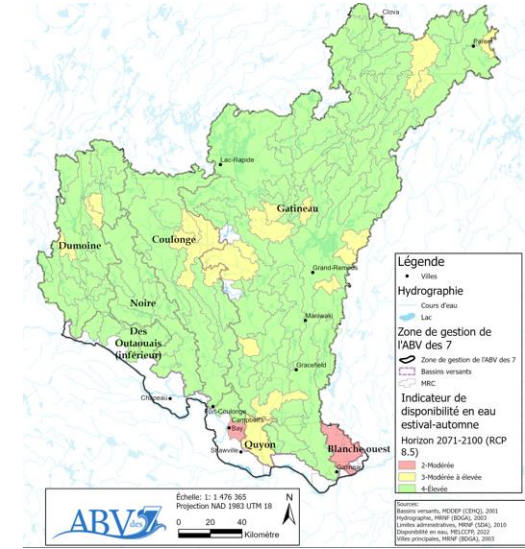 Clova
Parent
Lac-Rapide
Gatineau
Dumoine
Coulonge
Grand-Remous
Noire
Maniwaki
Des
Outaouais
(inférieur)
Gracefield
Chapeau
Fort-Coulonge
Campbell's
Bay
Quyon
Blanche ouest
Shawville
Gatineau
Légende
Villes
Hydrographie
Cours d'eau
Lac
Zone de gestion de
l'ABV des 7
Zone de gestion de l'ABV des 7
Bassins versants
MRC
Indicateur de
disponibilité en eau
estival-automne
Horizon 2071-2100 (RCP
8.5)
2-Modérée
3-Modérée à élevée
4-Élevée
Sources:
Bassins versants, MDDEP (CEHQ), 2001
Hydrographie, MRNF (BDGA), 2003
Limites administratives, MRNF (SDA), 2010
Disponibilité en eau, MELCCFP, 2022
Villes principales, MRNF (BDGA), 2003
ABV des 7
Échelle: 1: 1 476 365
Projection NAD 1983 UTM 18
N
0 20 40
Kilomètre